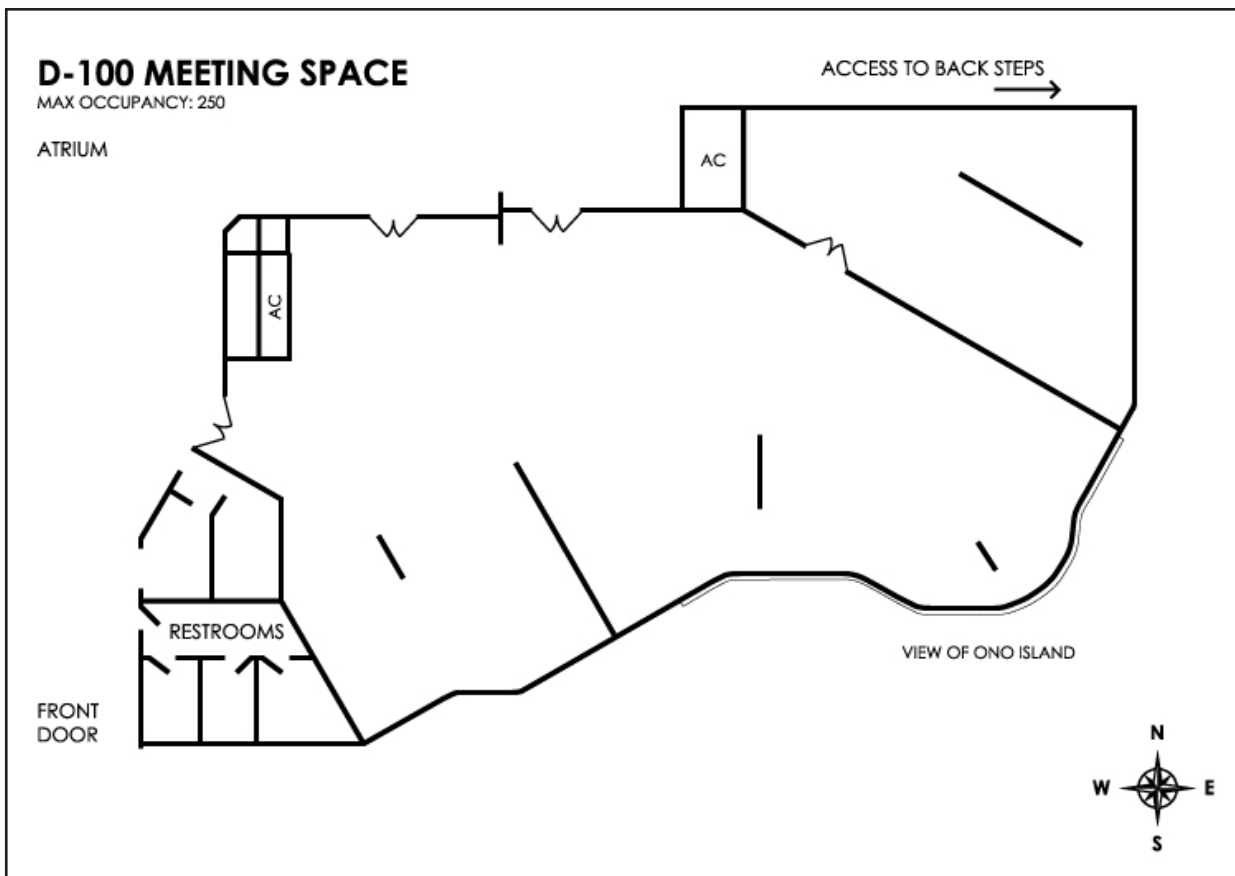 D-100 MEETING SPACE
MAX OCCUPANCY: 250
ATRIUM
ACCESS TO BACK STEPS
AC
AC
RESTROOMS
VIEW OF ONO ISLAND
FRONT
DOOR
N
W
E
S